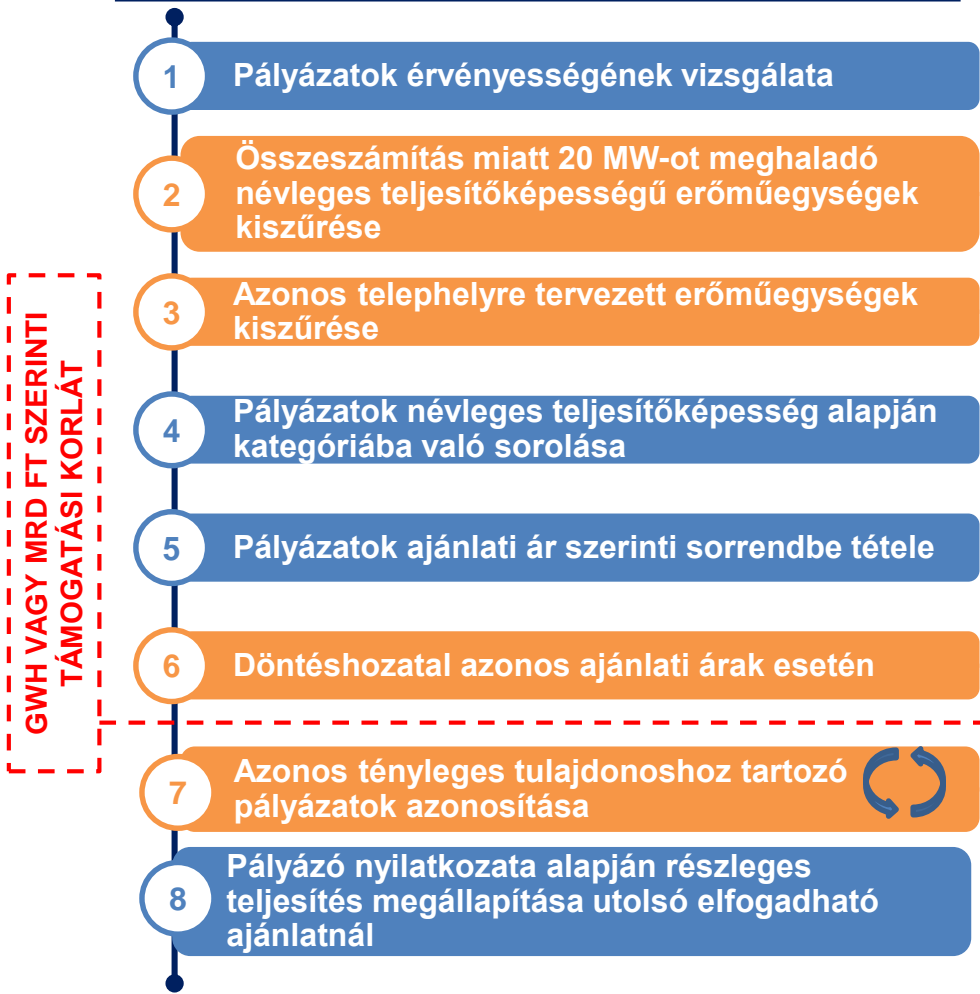 1
Pályázatok érvényességének vizsgálata
2
Összeszámítás miatt 20 MW-ot meghaladó
névleges teljesítőképességű erőműegységek
kiszűrése
3
Azonos telephelyre tervezett erőműegységek
kiszűrése
GWH VAGY MRD FT SZERINTI
TÁMOGATÁSI KORLÁT
4
Pályázatok névleges teljesítőképesség alapján
kategóriába való sorolása
5
Pályázatok ajánlati ár szerinti sorrendbe tétele
6
Döntéshozatal azonos ajánlati árak esetén
7
Azonos tényleges tulajdonoshoz tartozó
pályázatok azonosítása
8
Pályázó nyilatkozata alapján részleges
teljesítés megállapítása utolsó elfogadható
ajánlatnál